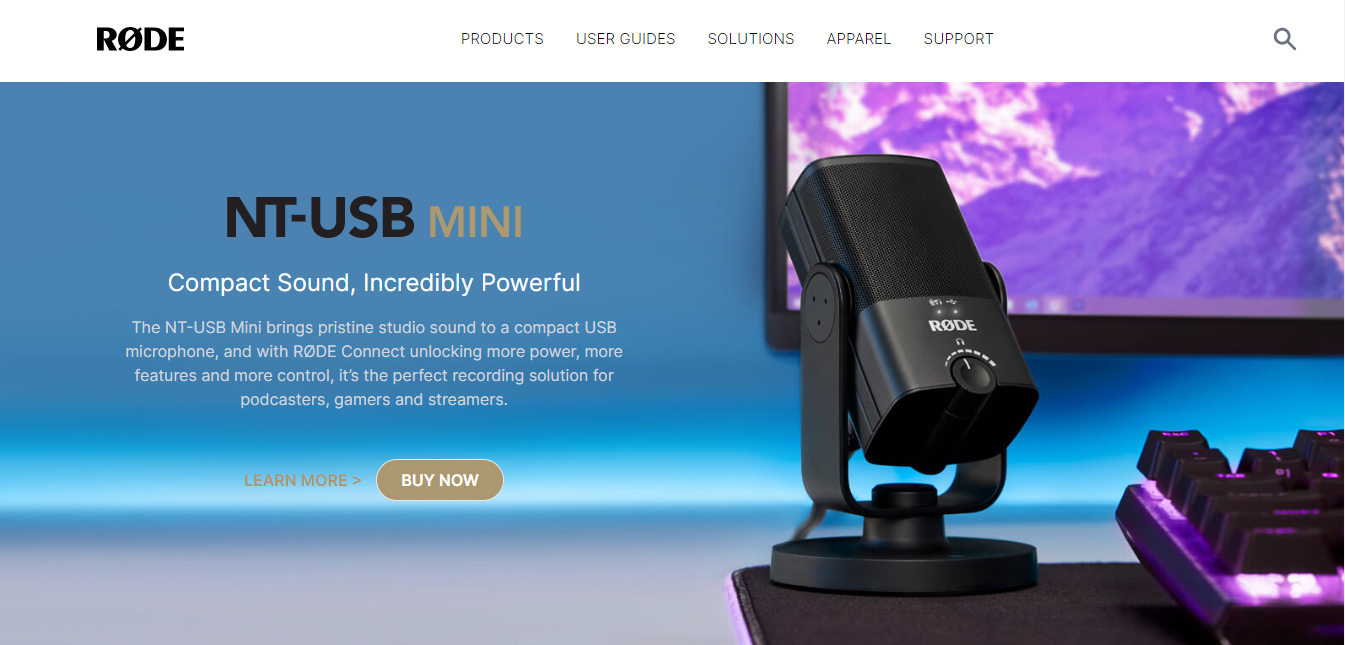 RØDE
PRODUCTS USER GUIDES SOLUTIONS APPAREL SUPPORT
NT-USB MINI
Compact Sound, Incredibly Powerful
The NT-USB Mini brings pristine studio sound to a compact USB
microphone, and with RØDE Connect unlocking more power, more
features and more control, it’s the perfect recording solution for
podcasters, gamers and streamers.
LEARN MORE >
BUY NOW
RØDE
ESC
F1